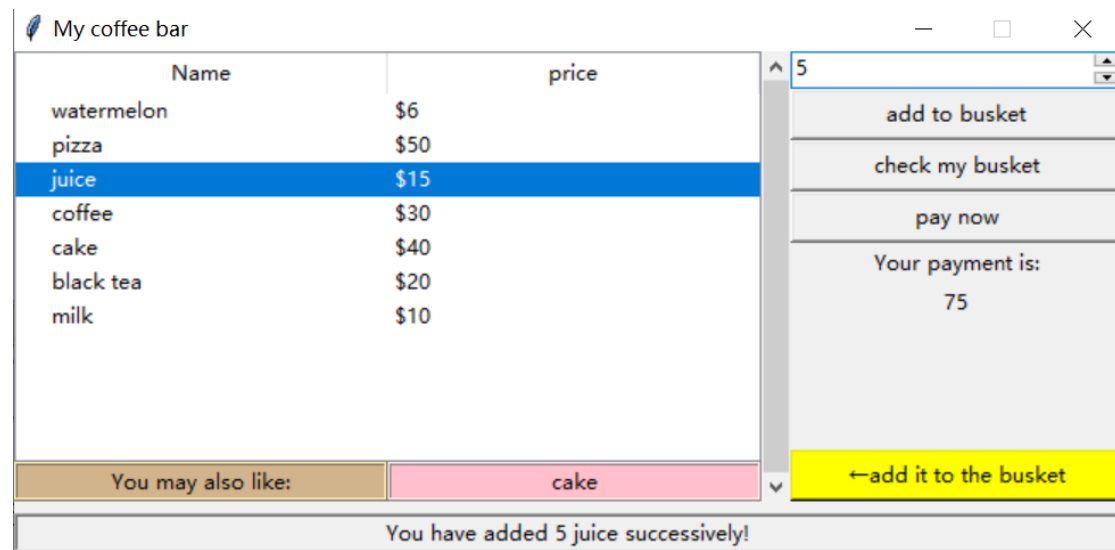 My coffee bar
Name price
5
watermelon $6
add to busket
pizza $50
juice $15
check my busket
coffee $30
pay now
cake $40
Your payment is:
black tea $20
75
milk $10
You may also like: cake
←add it to the busket
You have added 5 juice successively!